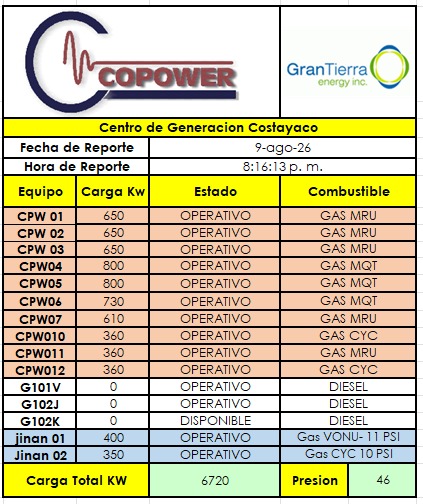 COPOWER
GranTierra
energy inc.
Centro de Generacion Costayaco
Fecha de Reporte 9-ago-26
Hora de Reporte 8:16:13 p. m.
Equipo Carga Kw Estado Combustible
CPW 01 650 OPERATIVO GAS MRU
CPW 02 650 OPERATIVO GAS MRU
CPW 03 650 OPERATIVO GAS MRU
CPW04 800 OPERATIVO GAS MQT
CPW05 800 OPERATIVO GAS MQT
CPW06 730 OPERATIVO GAS MQT
CPW07 610 OPERATIVO GAS MRU
CPW010 360 OPERATIVO GAS CYC
CPW011 360 OPERATIVO GAS MRU
CPW012 360 OPERATIVO GAS CYC
G101V 0 OPERATIVO DIESEL
G102J 0 OPERATIVO DIESEL
G102K 0 DISPONIBLE DIESEL
jinan 01 400 OPERATIVO Gas VONU- 11 PSI
Jinan 02 350 OPERATIVO Gas CYC 10 PSI
Carga Total KW 6720 Presion 46